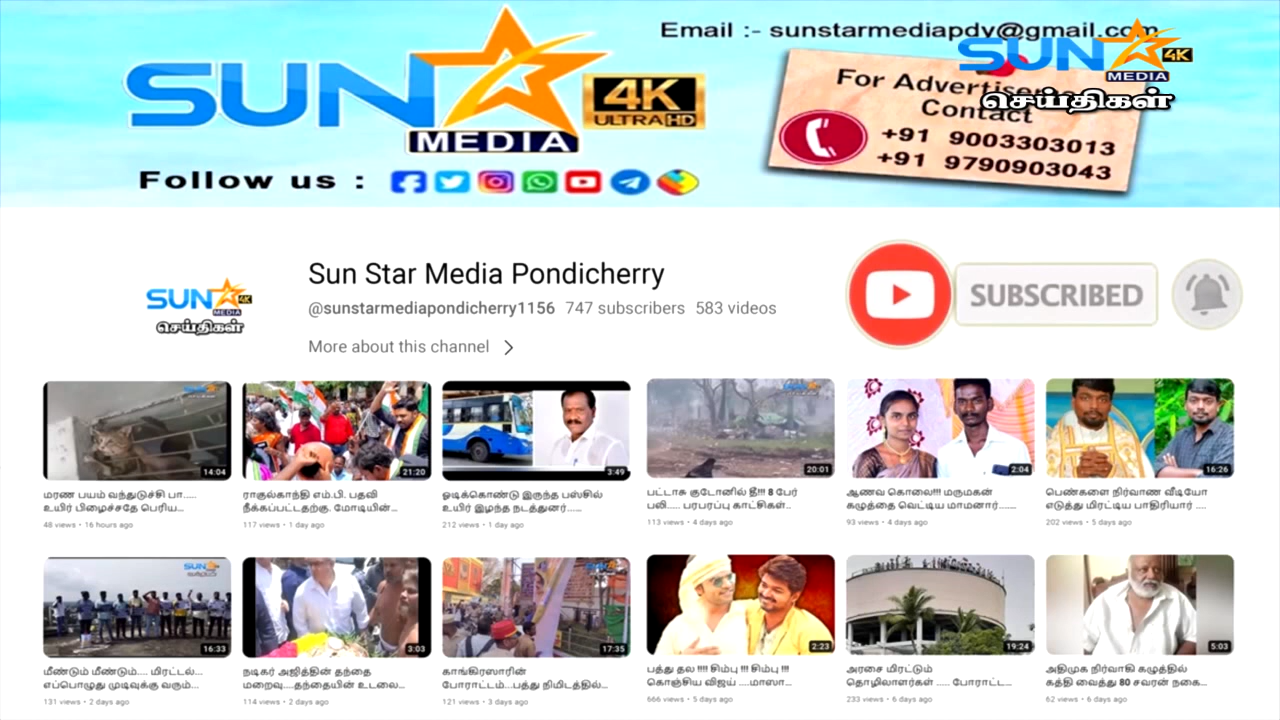 Email :- sunstarmediapdy@gmail.com
SUN
MEDIA
4K
ULTRA HD
SUN
MEDIA
4K
செய்திகள்
For
Contact
+91 9003303013
+91 9790903043
Follow us :
Sun Star Media Pondicherry
@sunstarmediapondicherry1156 747 subscribers 583 videos
More about this channel
SUN
4K
MEDIA
செய்திகள்
SUBSCRIBED
14:04
21:20
3:49
20:01
2:04
16:26
மரண பயம் வந்துடுச்சி பா.....
உயிர் பிழைச்சதே பெரிய...
48 views • 16 hours ago
ராகுல்காந்தி எம்.பி. பதவி
நீக்கப்பட்டதற்கு. மோடியின்...
117 views • 1 day ago
ஓடிக்கொண்டு இருந்த பஸ்சில்
உயிர் இழந்த நடத்துனர்......
212 views • 1 day ago
பட்டாசு குடோனில் தீ!!! 8 பேர்
பலி..... பரபரப்பு காட்சிகள்..
113 views • 4 days ago
ஆணவ கொலை!!! மருமகன்
கழுத்தை வெட்டிய மாமனார்.......
93 views • 4 days ago
பெண்களை நிர்வாண வீடியோ
எடுத்து மிரட்டிய பாதிரியார் ....
202 views • 5 days ago
16:33
3:03
17:35
2:23
19:24
5:03
மீண்டும் மீண்டும்.... மிரட்டல்...
எப்பொழுது முடிவுக்கு வரும்...
131 views • 2 days ago
நடிகர் அஜித்தின் தந்தை
மறைவு....தந்தையின் உடலை...
114 views • 2 days ago
காங்கிரஸாரின்
போராட்டம்...பத்து நிமிடத்தில்...
121 views • 3 days ago
பத்து தல !!!! சிம்பு !!! சிம்பு !!!
கொஞ்சிய விஜய் ....மாஸா...
666 views • 5 days ago
அரசை மிரட்டும்
தொழிலாளர்கள் ..... போராட்ட...
233 views • 6 days ago
அதிமுக நிர்வாகி கழுத்தில்
கத்தி வைத்து 80 சவரன் நகை...
62 views • 6 days ago